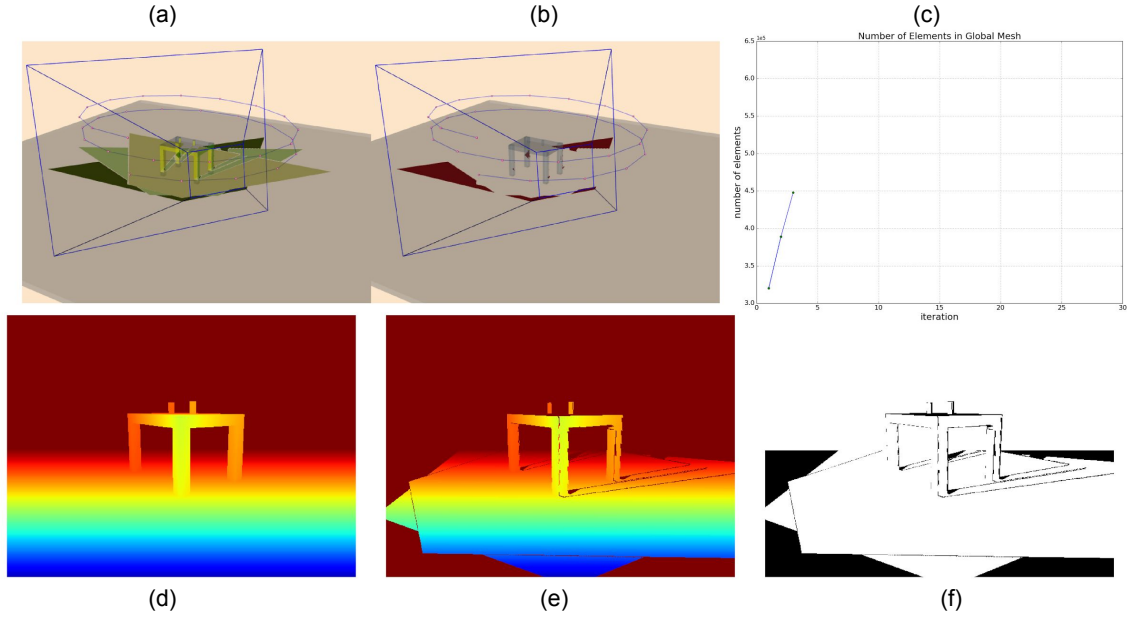 (a) (b) (c)
Number of Elements in Global Mesh
1e5
6.5
6.0
5.5
5.0
4.5
4.0
3.5
3.0
number of elements
0 5 10 15 20 25 30
iteration
(d) (e) (f)